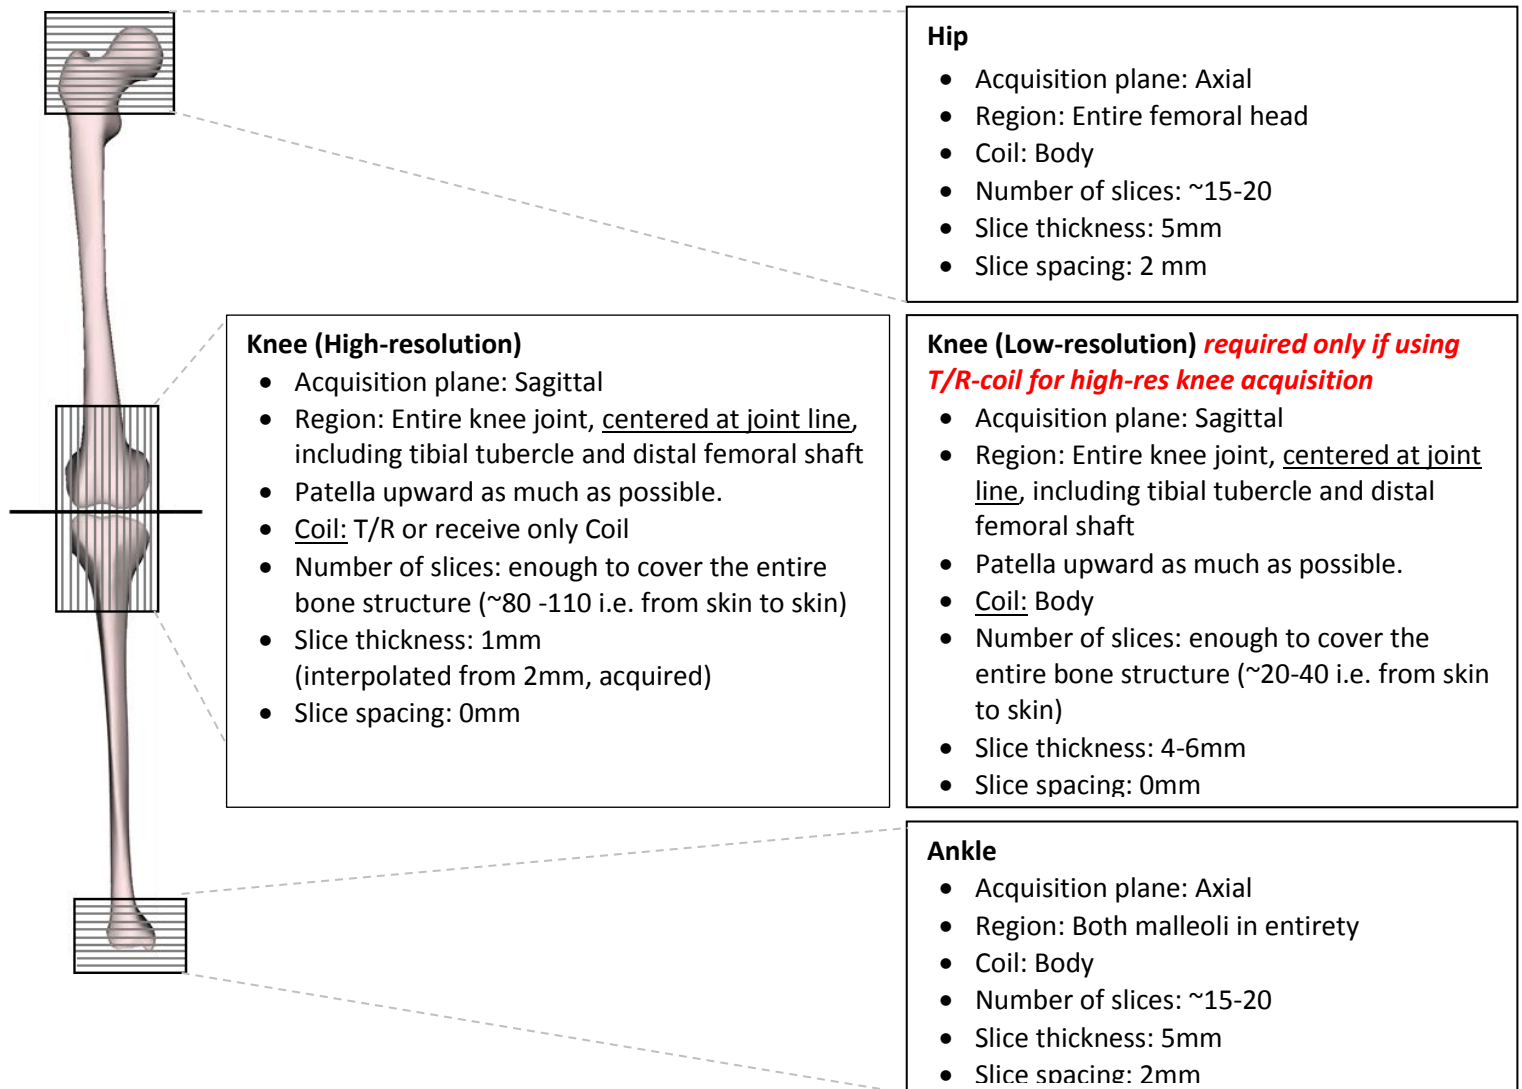 Hip
• Acquisition plane: Axial
• Region: Entire femoral head
• Coil: Body
• Number of slices: ~15-20
• Slice thickness: 5mm
• Slice spacing: 2 mm
Knee (High-resolution)
• Acquisition plane: Sagittal
• Region: Entire knee joint, centered at joint line,
including tibial tubercle and distal femoral shaft
• Patella upward as much as possible.
• Coil: T/R or receive only Coil
• Number of slices: enough to cover the entire
bone structure (~80 -110 i.e. from skin to skin)
• Slice thickness: 1mm
(interpolated from 2mm, acquired)
• Slice spacing: 0mm
Knee (Low-resolution) required only if using
T/R-coil for high-res knee acquisition
• Acquisition plane: Sagittal
• Region: Entire knee joint, centered at joint
line, including tibial tubercle and distal
femoral shaft
• Patella upward as much as possible.
• Coil: Body
• Number of slices: enough to cover the
entire bone structure (~20-40 i.e. from skin
to skin)
• Slice thickness: 4-6mm
• Slice spacing: 0mm
Ankle
• Acquisition plane: Axial
• Region: Both malleoli in entirety
• Coil: Body
• Number of slices: ~15-20
• Slice thickness: 5mm
• Slice spacing: 2mm